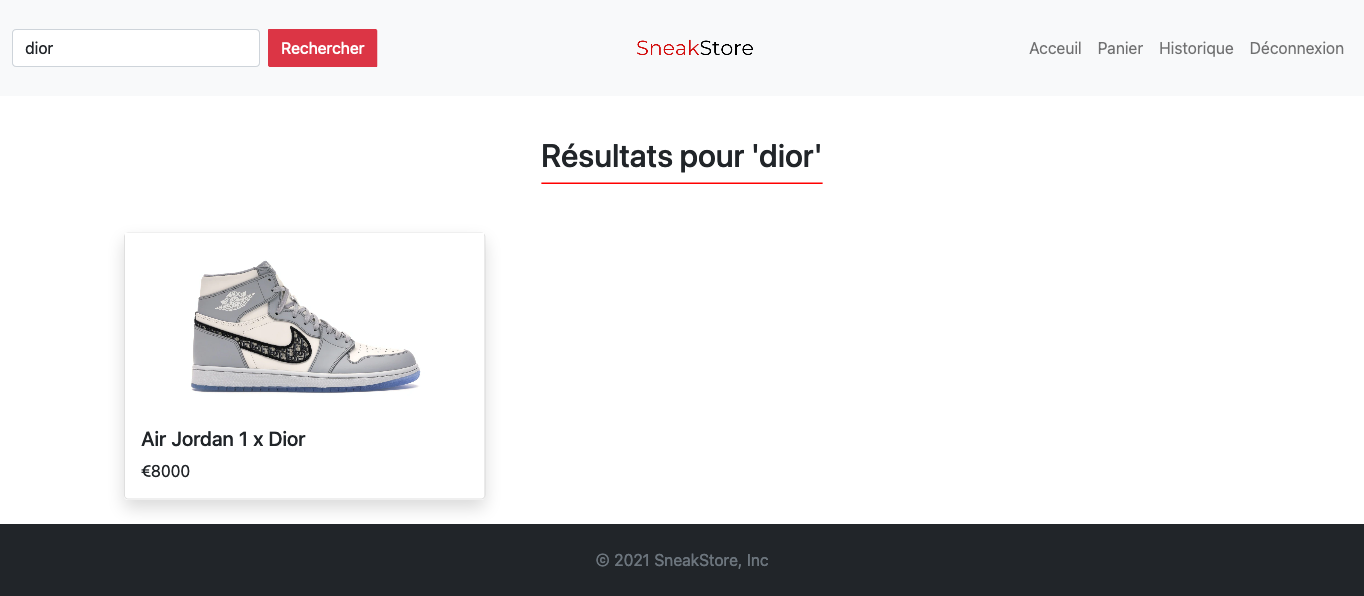 dior
Rechercher
SneakStore
Acceuil Panier Historique Déconnexion
Résultats pour 'dior'
Air Jordan 1 x Dior
€8000
© 2021 SneakStore, Inc